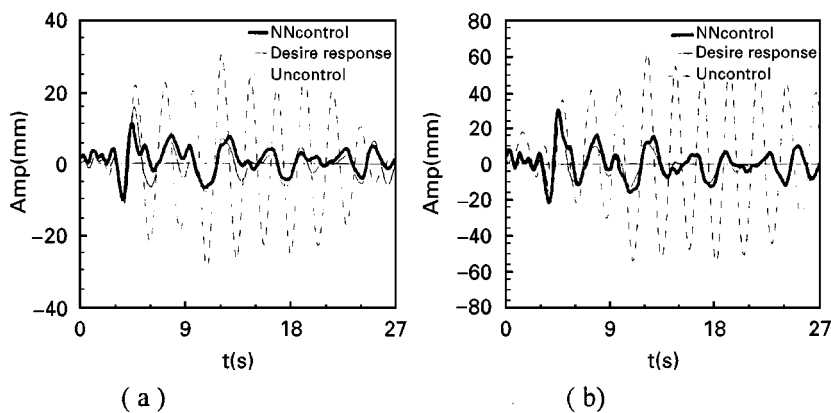 40
20
0
−20
−40
Amp(mm)
NNcontrol
Desire response
Uncontrol
0
9
18
27
t(s)
( a )
80
60
40
20
0
−20
−40
−60
−80
Amp(mm)
NNcontrol
Desire response
Uncontrol
0
9
18
27
t(s)
( b )